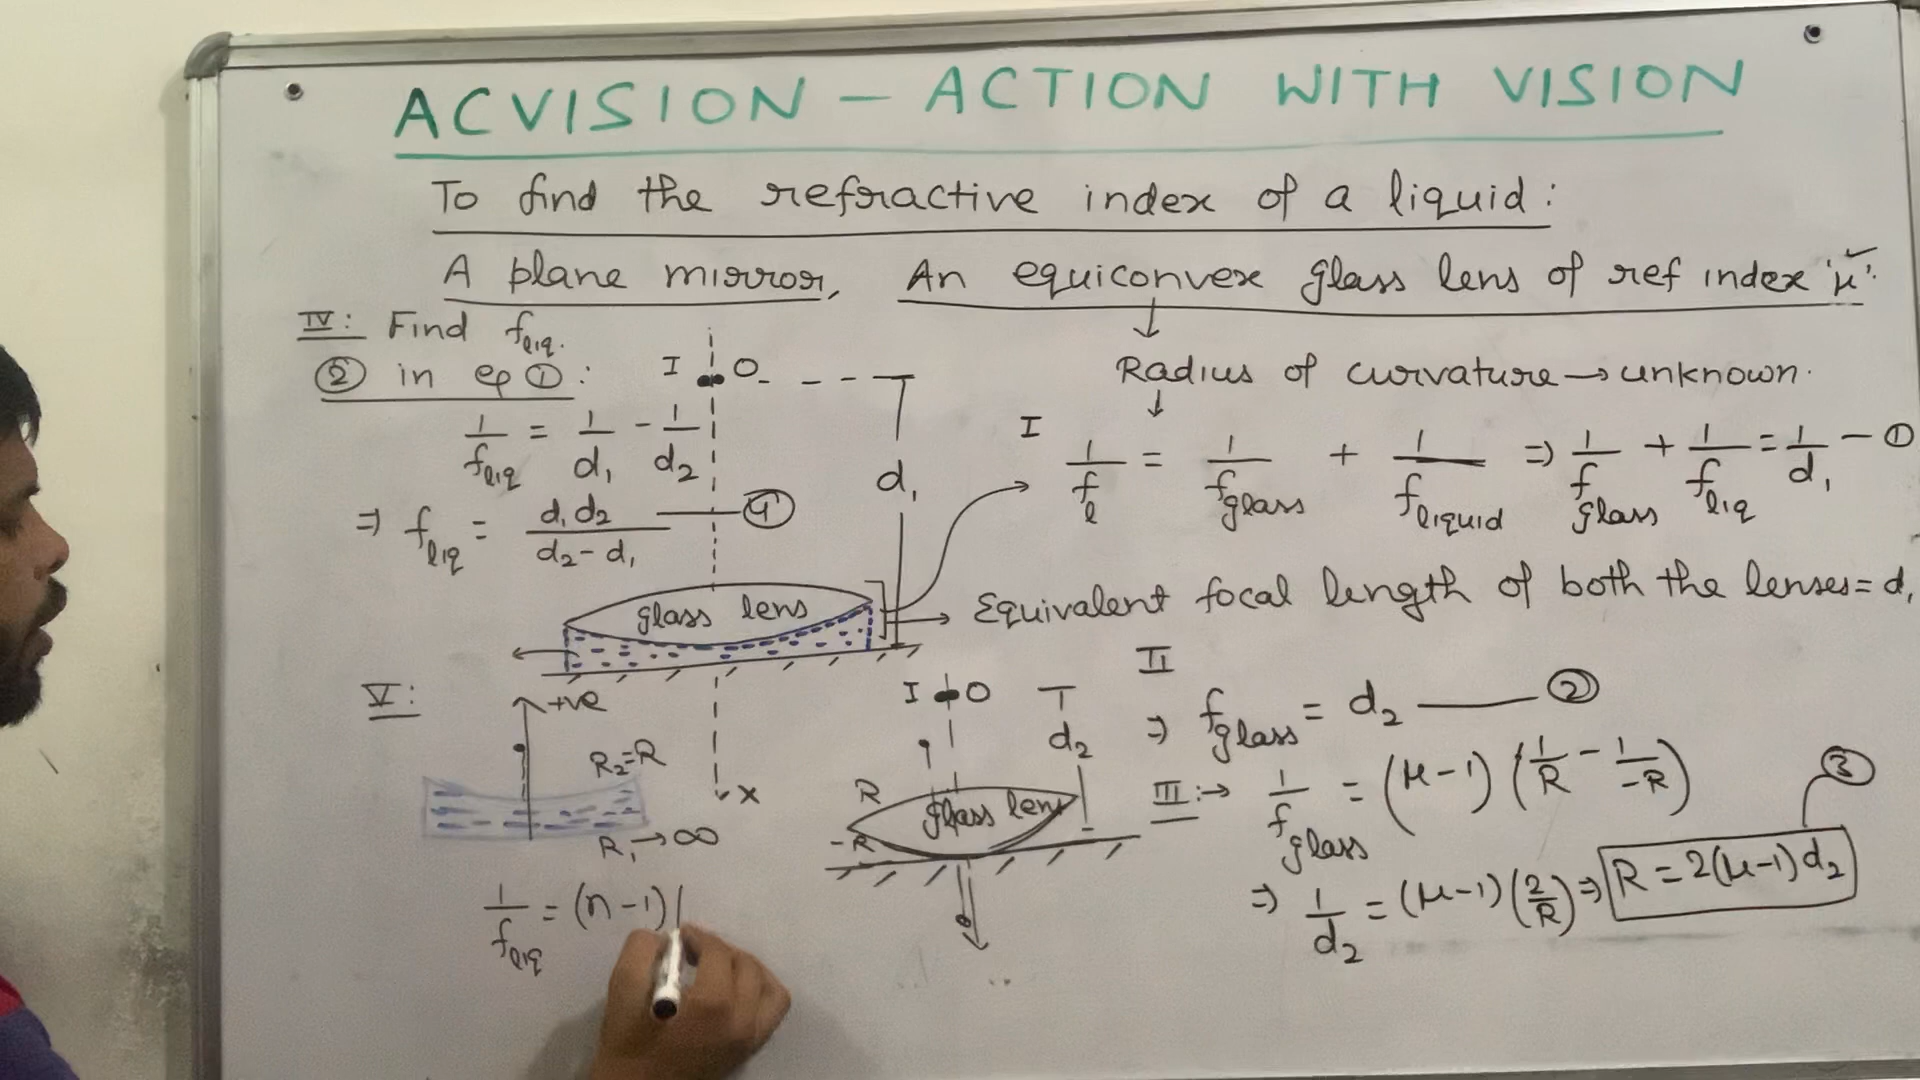 ACVISION - ACTION WITH VISION
To find the refractive index of a liquid:
A plane mirror, An equiconvex glass lens of ref index 'μ'.
IV: Find f_liq.
② in eq ①:
1/f_liq = 1/d₁ - 1/d₂
⇒ f_liq = d₁d₂/(d₂-d₁) — ④
I O
d₁
glass lens
Radius of curvature → unknown.
I
1/f_l = 1/f_glass + 1/f_liquid ⇒ 1/f_glass + 1/f_liq = 1/d₁ — ①
Equivalent focal length of both the lenses = d₁
V:
+ve
R₂=R
R₁→∞
x
1/f_liq = (n-1)
I O
d₂
R
glass lens
-R
II
⇒ f_glass = d₂ — ②
III:→ 1/f_glass = (μ-1)(1/R - 1/-R)
③
⇒ 1/d₂ = (μ-1)(2/R) ⇒ R = 2(μ-1)d₂